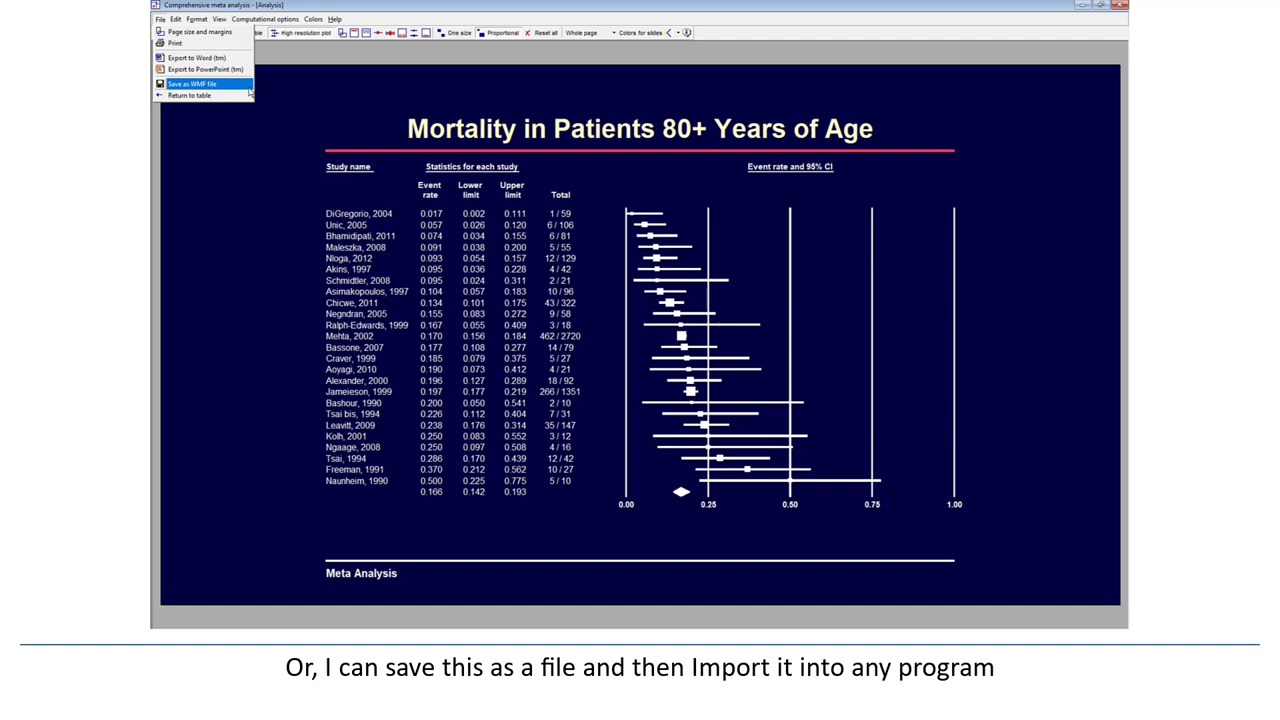 Comprehensive meta analysis - [Analysis]
File Edit Format View Computational options Colors Help
Page size and margins
ble High resolution plot One size Proportional Reset all Whole page Colors for slides
Print
Export to Word (tm)
Export to PowerPoint (tm)
Save as WMF file
Return to table
Mortality in Patients 80+ Years of Age
Study name Statistics for each study Event rate and 95% CI
Event Lower Upper
rate limit limit Total
DiGregorio, 2004 0.017 0.002 0.111 1 / 59
Unic, 2005 0.057 0.026 0.120 6 / 106
Bhamidipati, 2011 0.074 0.034 0.155 6 / 81
Maleszka, 2008 0.091 0.038 0.200 5 / 55
Nloga, 2012 0.093 0.054 0.157 12 / 129
Akins, 1997 0.095 0.036 0.228 4 / 42
Schmidtler, 2008 0.095 0.024 0.311 2 / 21
Asimakopoulos, 1997 0.104 0.057 0.183 10 / 96
Chicwe, 2011 0.134 0.101 0.175 43 / 322
Negndran, 2005 0.155 0.083 0.272 9 / 58
Ralph-Edwards, 1999 0.167 0.055 0.409 3 / 18
Mehta, 2002 0.170 0.156 0.184 462 / 2720
Bassone, 2007 0.177 0.108 0.277 14 / 79
Craver, 1999 0.185 0.079 0.375 5 / 27
Aoyagi, 2010 0.190 0.073 0.412 4 / 21
Alexander, 2000 0.196 0.127 0.289 18 / 92
Jameieson, 1999 0.197 0.177 0.219 266 / 1351
Bashour, 1990 0.200 0.050 0.541 2 / 10
Tsai bis, 1994 0.226 0.112 0.404 7 / 31
Leavitt, 2009 0.238 0.176 0.314 35 / 147
Kolh, 2001 0.250 0.083 0.552 3 / 12
Ngaage, 2008 0.250 0.097 0.508 4 / 16
Tsai, 1994 0.286 0.170 0.439 12 / 42
Freeman, 1991 0.370 0.212 0.562 10 / 27
Naunheim, 1990 0.500 0.225 0.775 5 / 10
0.166 0.142 0.193
0.00 0.25 0.50 0.75 1.00
Meta Analysis
Or, I can save this as a file and then Import it into any program